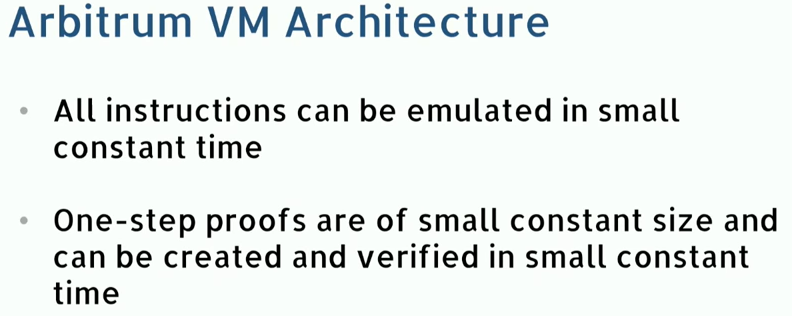 Arbitrum VM Architecture
• All instructions can be emulated in small
constant time
• One-step proofs are of small constant size and
can be created and verified in small constant
time